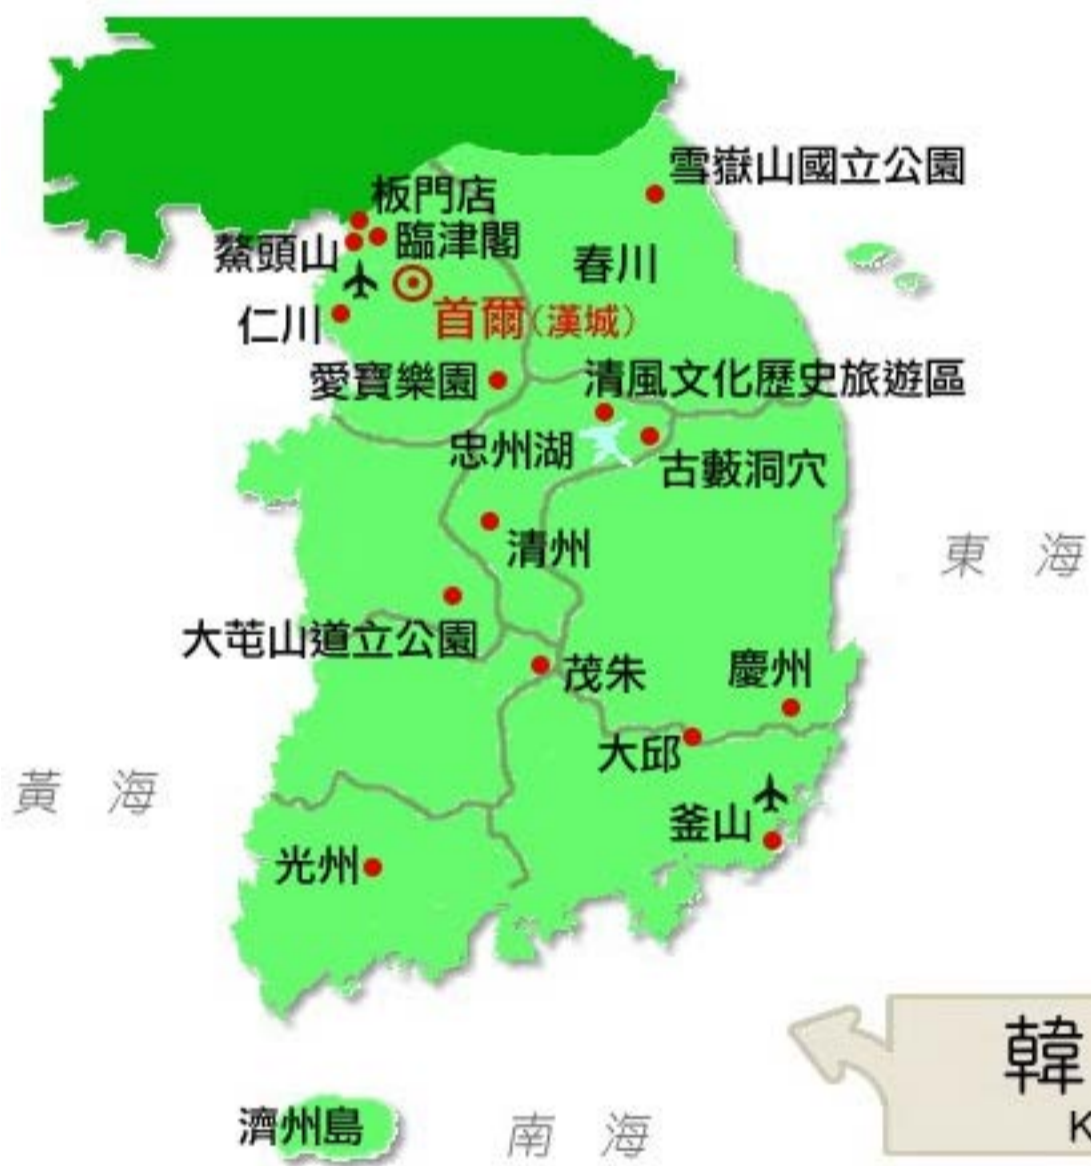 雪嶽山國立公園
板門店
臨津閣
鰲頭山
春川
仁川
首爾(漢城)
愛寶樂園
清風文化歷史旅遊區
忠州湖
古藪洞穴
清州
東 海
大芚山道立公園
茂朱
慶州
大邱
黃 海
釜山
光州
韓
K
濟州島
南 海